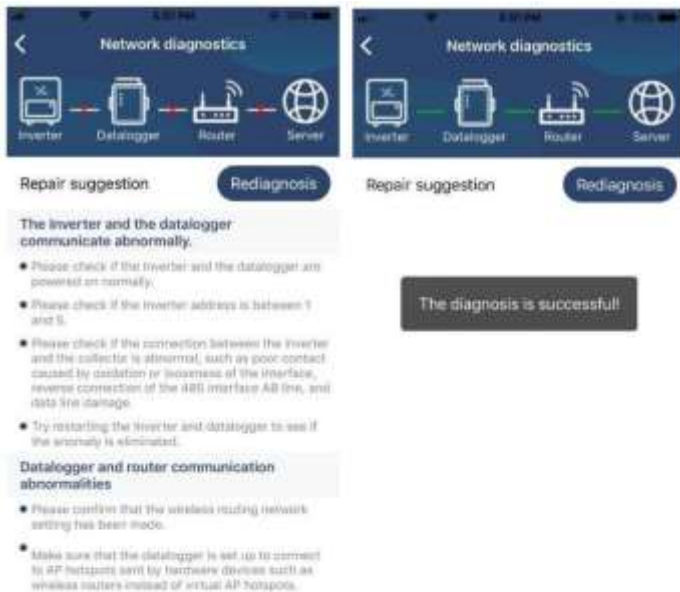 Network diagnostics
Inverter
Datalogger
Router
Server
Repair suggestion
Rediagnosis
The Inverter and the datalogger
communicate abnormally.
Please check if the Inverter and the datalogger are
powered on normally.
Please check if the Inverter address is between 1
and 5.
Please check if the connection between the Inverter
and the collector is abnormal, such as poor contact
caused by oxidation or looseness of the interface,
reverse connection of the 485 interface AB line, and
data line damage.
Try restarting the Inverter and datalogger to see if
the anomaly is eliminated.
Datalogger and router communication
abnormalities
Please confirm that the wireless routing network
setting has been made.
Make sure that the datalogger is set up to connect
to AP hotspots sent by hardware devices such as
wireless routers instead of virtual AP hotspots.
Network diagnostics
Inverter
Datalogger
Router
Server
Repair suggestion
Rediagnosis
The diagnosis is successful!